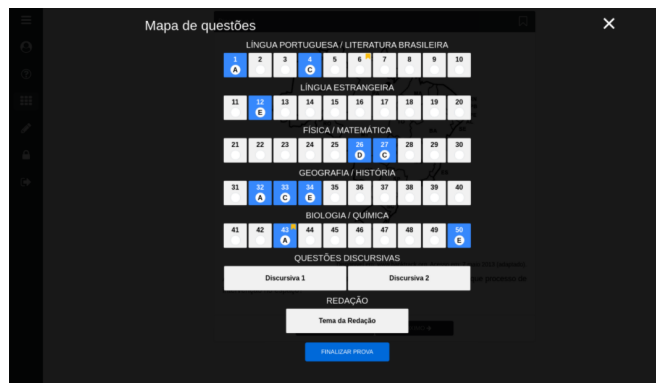 Mapa de questões
LÍNGUA PORTUGUESA / LITERATURA BRASILEIRA
1 2 3 4 5 6 7 8 9 10
A C
LÍNGUA ESTRANGEIRA
11 12 13 14 15 16 17 18 19 20
E
FÍSICA / MATEMÁTICA
21 22 23 24 25 26 27 28 29 30
D C
GEOGRAFIA / HISTÓRIA
31 32 33 34 35 36 37 38 39 40
A C E
BIOLOGIA / QUÍMICA
41 42 43 44 45 46 47 48 49 50
A E
QUESTÕES DISCURSIVAS
Discursiva 1 Discursiva 2
REDAÇÃO
Tema da Redação
FINALIZAR PROVA